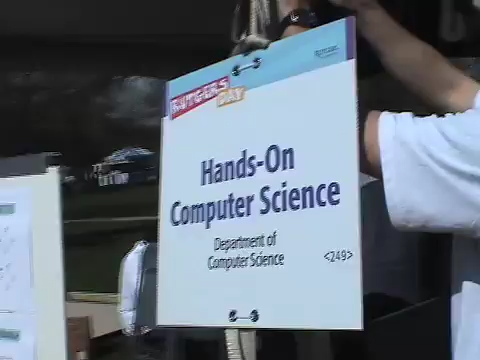 RUTGERS
DAY
Hands-On
Computer Science
Department of
Computer Science
<249>